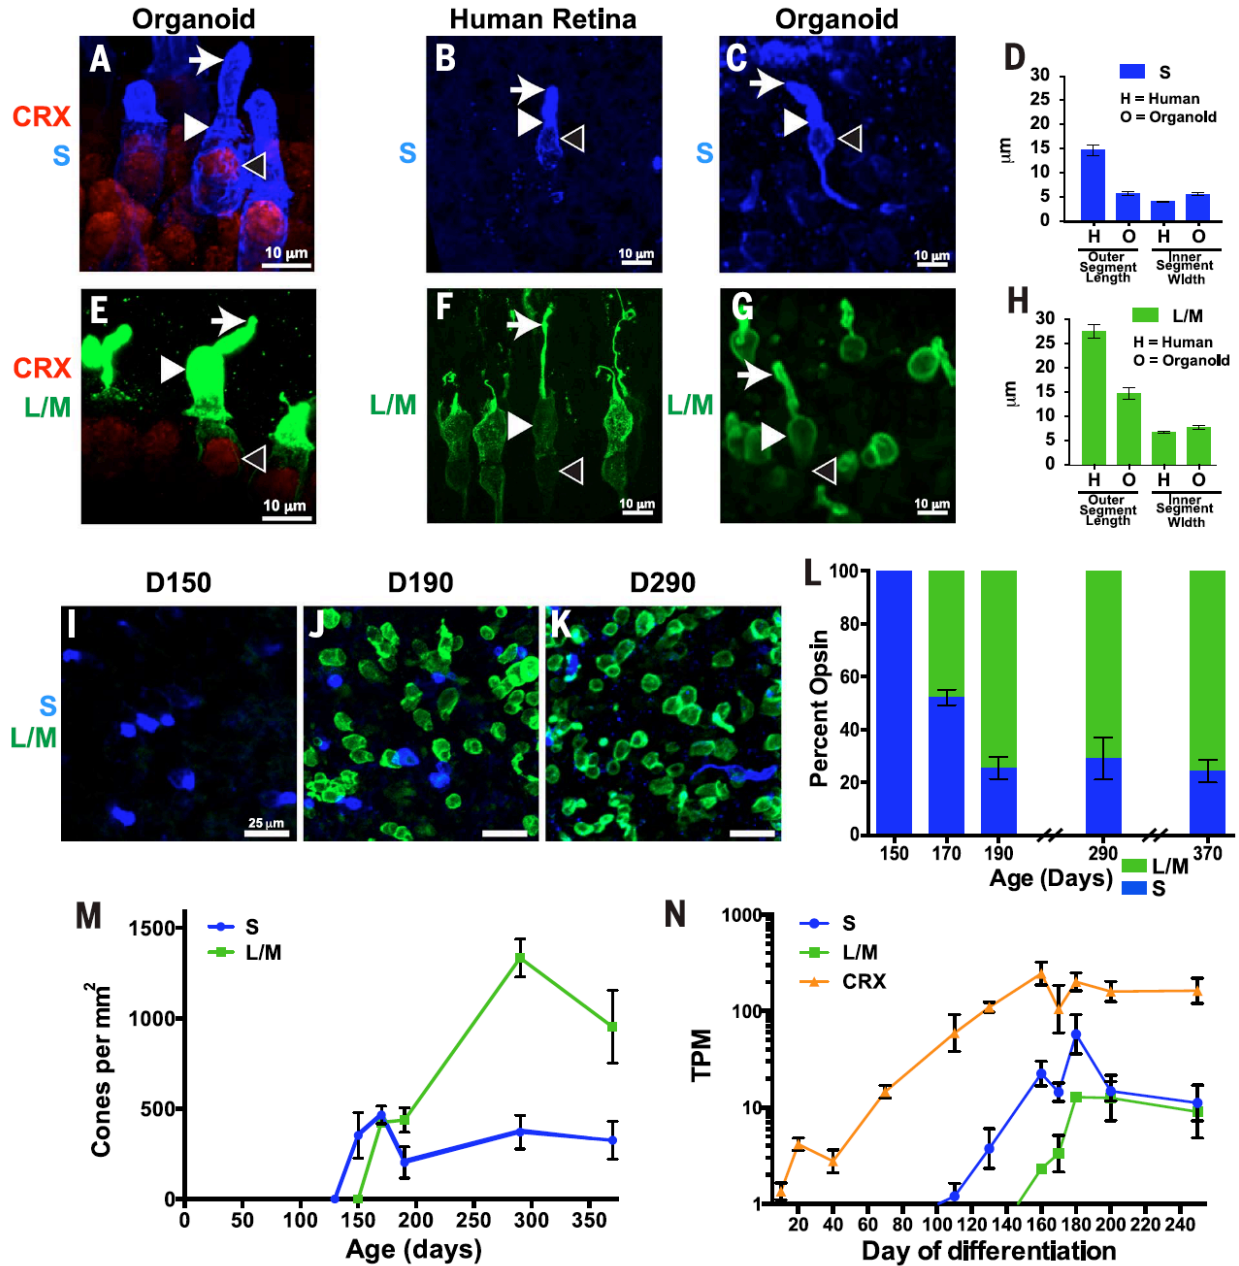 Organoid
Human Retina
Organoid
A
B
C
D
CRX
S
S
S
10 µm
10 µm
10 µm
S
H = Human
O = Organoid
µm
30
25
20
15
10
5
0
H O H O
Outer Segment Length
Inner Segment Width
E
F
G
H
CRX
L/M
L/M
L/M
10 µm
10 µm
10 µm
L/M
H = Human
O = Organoid
µm
30
25
20
15
10
5
0
H O H O
Outer Segment Length
Inner Segment Width
D150
D190
D290
I
J
K
S
L/M
25 µm
L
Percent Opsin
100
80
60
40
20
0
150 170 190 290 370
Age (Days)
L/M
S
M
S
L/M
Cones per mm²
1500
1000
500
0
0 50 100 150 200 250 300 350
Age (days)
N
S
L/M
CRX
TPM
1000
100
10
1
20 40 60 80 100 120 140 160 180 200 220 240
Day of differentiation